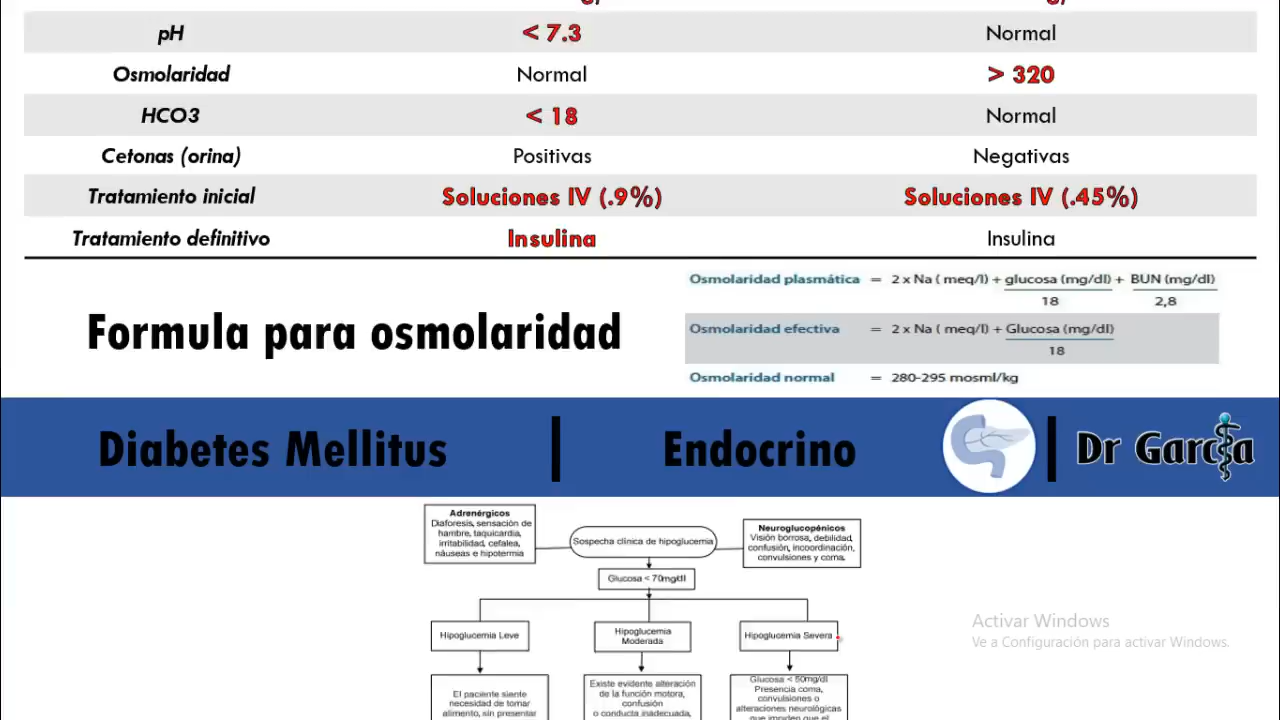 pH < 7.3 Normal
Osmolaridad Normal > 320
HCO3 < 18 Normal
Cetonas (orina) Positivas Negativas
Tratamiento inicial Soluciones IV (.9%) Soluciones IV (.45%)
Tratamiento definitivo Insulina Insulina
Formula para osmolaridad
Osmolaridad plasmática = 2 x Na ( meq/l) + glucosa (mg/dl) + BUN (mg/dl)
18 2,8
Osmolaridad efectiva = 2 x Na ( meq/l) + Glucosa (mg/dl)
18
Osmolaridad normal = 280-295 mosml/kg
Diabetes Mellitus | Endocrino | Dr García
Adrenérgicos
Diaforesis, sensación de
hambre, taquicardia,
irritabilidad, cefalea,
náuseas e hipotermia
Sospecha clínica de hipoglucemia
Neuroglucopénicos
Visión borrosa, debilidad,
confusión, incoordinación,
convulsiones y coma.
Glucosa < 70mg/dl
Hipoglucemia Leve
Hipoglucemia
Moderada
Hipoglucemia Severa
El paciente siente
necesidad de tomar
alimento, sin presentar
Existe evidente alteración
de la función motora,
confusión
o conducta inadecuada,
Glucosa < 50mg/dl
Presencia coma,
convulsiones o
alteraciones neurológicas
que impiden que el
Activar Windows
Ve a Configuración para activar Windows.